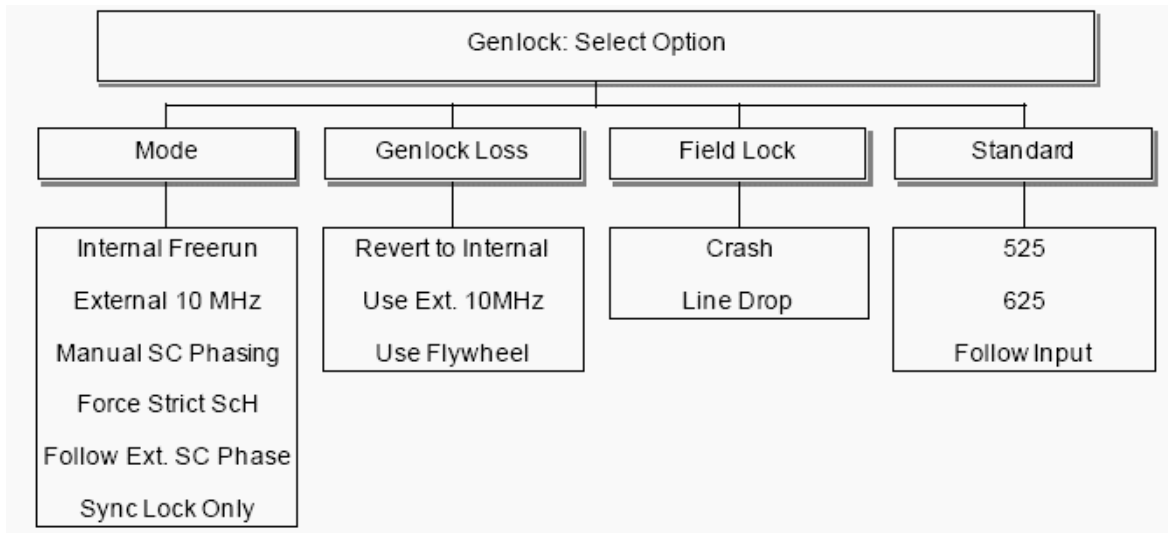 Genlock: Select Option
Mode
Genlock Loss
Field Lock
Standard
Internal Freerun
External 10 MHz
Manual SC Phasing
Force Strict ScH
Follow Ext. SC Phase
Sync Lock Only
Revert to Internal
Use Ext. 10MHz
Use Flywheel
Crash
Line Drop
525
625
Follow Input